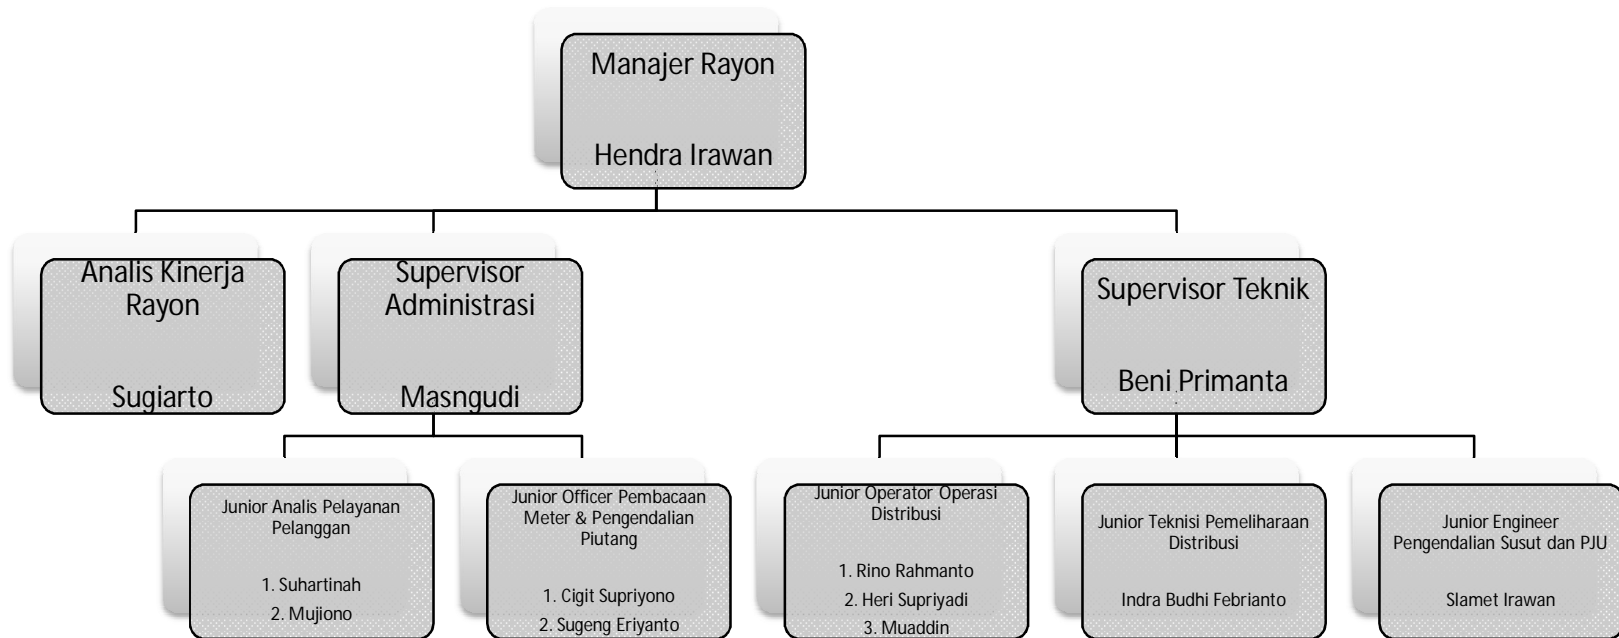 Manajer Rayon
Hendra Irawan
Analis Kinerja
Rayon
Sugiarto
Supervisor
Administrasi
Masngudi
Supervisor Teknik
Beni Primanta
Junior Analis Pelayanan
Pelanggan
1. Suhartinah
2. Mujiono
Junior Officer Pembacaan
Meter & Pengendalian
Piutang
1. Cigit Supriyono
2. Sugeng Eriyanto
Junior Operator Operasi
Distribusi
1. Rino Rahmanto
2. Heri Supriyadi
3. Muaddin
Junior Teknisi Pemeliharaan
Distribusi
Indra Budhi Febrianto
Junior Engineer
Pengendalian Susut dan PJU
Slamet Irawan